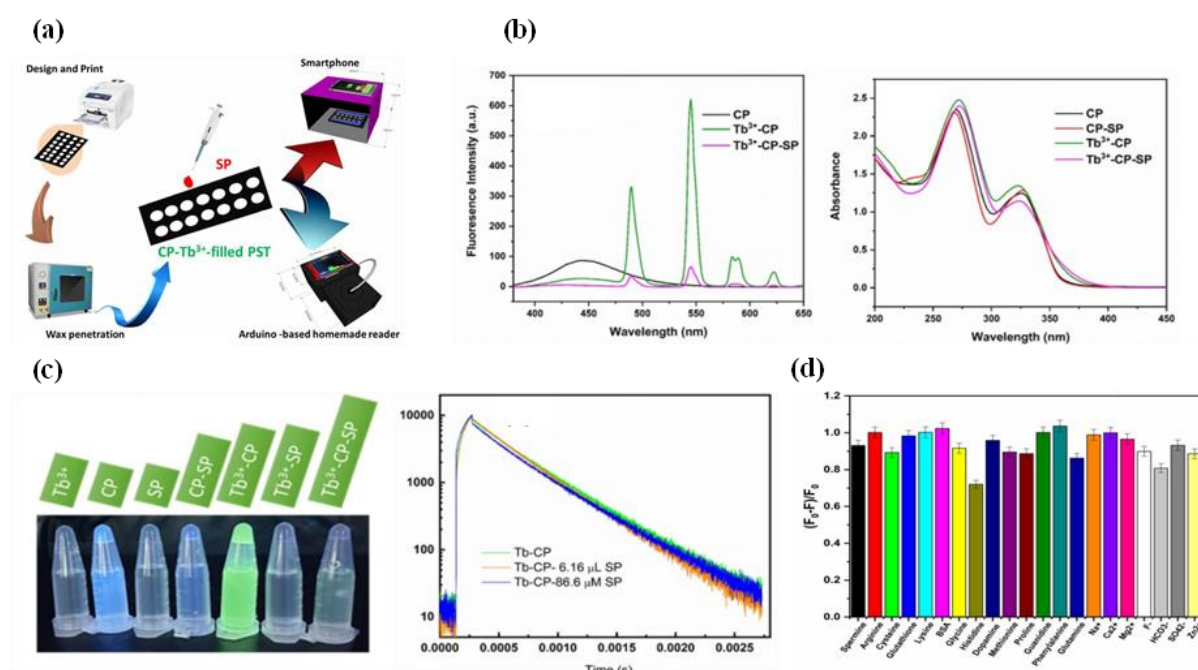 (a)
Design and Print
Smartphone
SP
CP-Tb³⁺-filled PST
Wax penetration
Arduino -based homemade reader
(b)
Fluoresence Intensity (a.u.)
700
600
500
400
300
200
100
0
CP
Tb³⁺-CP
Tb³⁺-CP-SP
400
450
500
550
600
650
Wavelength (nm)
Absorbance
2.5
2.0
1.5
1.0
0.5
0.0
CP
CP-SP
Tb³⁺-CP
Tb³⁺-CP-SP
200
250
300
350
400
450
Wavelength (nm)
(c)
Tb³⁺
CP
SP
CP-SP
Tb³⁺-CP
Tb³⁺-SP
Tb³⁺-CP-SP
10000
1000
100
10
Tb-CP
Tb-CP- 6.16 μL SP
Tb-CP-86.6 μM SP
0.0000
0.0005
0.0010
0.0015
0.0020
0.0025
Time (s)
(d)
(F₀-F)/F₀
1.2
1.0
0.8
0.6
0.4
0.2
0.0
Spermine
Arginine
Cysteine
Glutathione
Lysine
BSA
Glycine
Histidine
Dopamine
Methionine
Proline
Guanidine
Phenylalanine
Glutamine
Na+
Ca2+
Mg2+
F-
HCO3-
SO42-